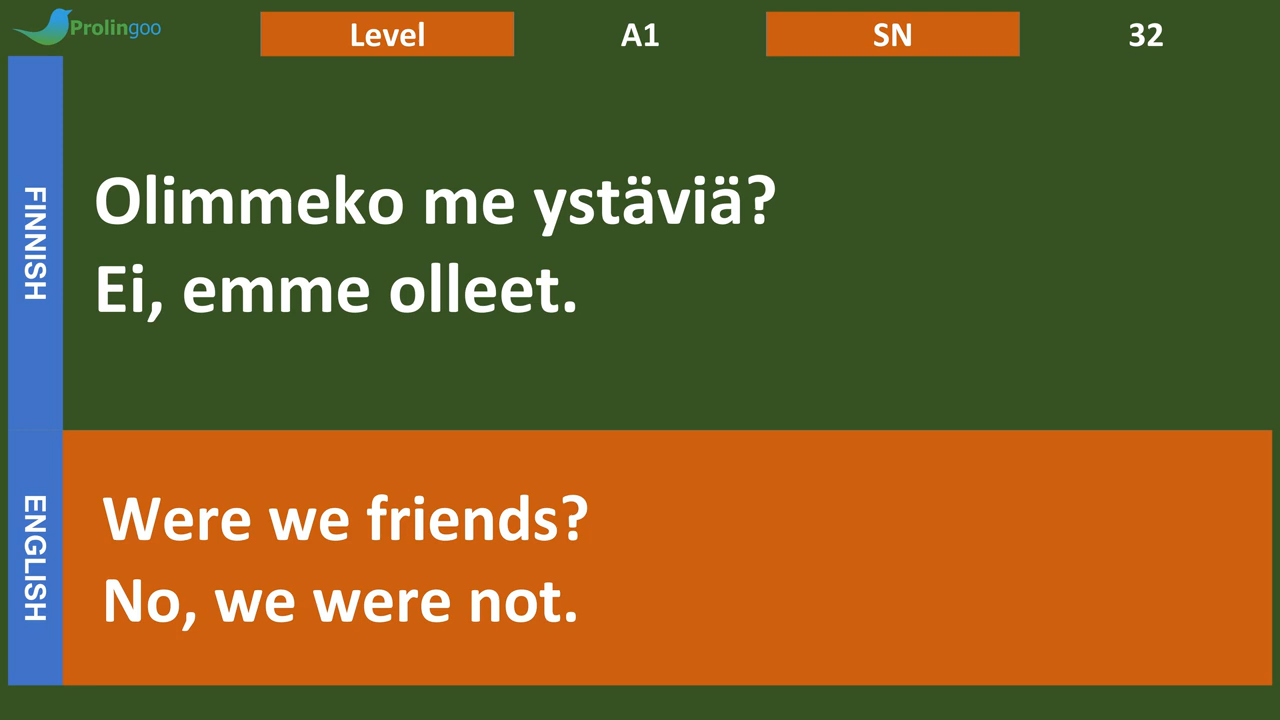 Prolingoo
Level A1 SN 32
FINNISH
Olimmeko me ystäviä?
Ei, emme olleet.
ENGLISH
Were we friends?
No, we were not.